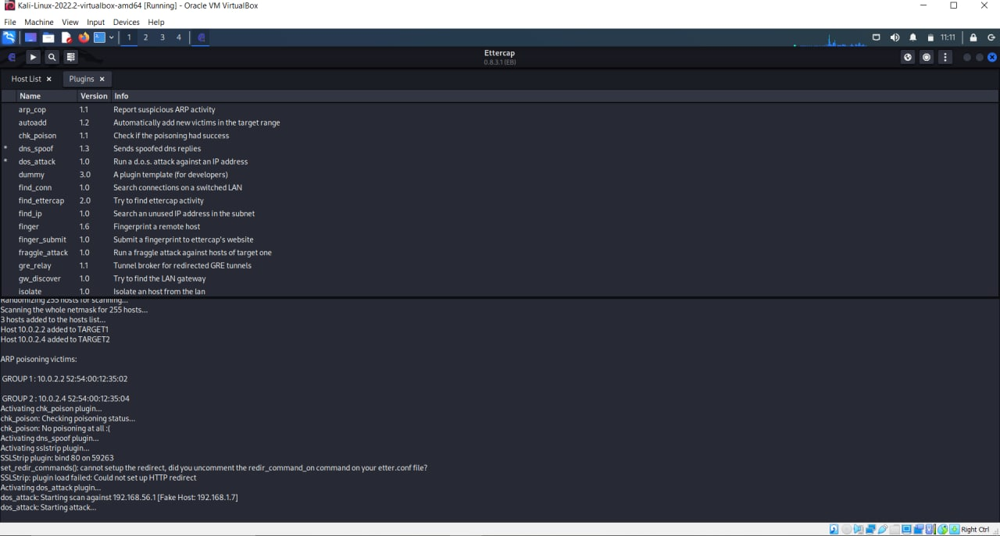 Kali-Linux-2022.2-virtualbox-amd64 [Running] - Oracle VM VirtualBox
File Machine View Input Devices Help
1 2 3 4 11:11
Ettercap
0.8.3.1 (EB)
Host List Plugins
Name Version Info
arp_cop 1.1 Report suspicious ARP activity
autoadd 1.2 Automatically add new victims in the target range
chk_poison 1.1 Check if the poisoning had success
* dns_spoof 1.3 Sends spoofed dns replies
* dos_attack 1.0 Run a d.o.s. attack against an IP address
dummy 3.0 A plugin template (for developers)
find_conn 1.0 Search connections on a switched LAN
find_ettercap 2.0 Try to find ettercap activity
find_ip 1.0 Search an unused IP address in the subnet
finger 1.6 Fingerprint a remote host
finger_submit 1.0 Submit a fingerprint to ettercap's website
fraggle_attack 1.0 Run a fraggle attack against hosts of target one
gre_relay 1.1 Tunnel broker for redirected GRE tunnels
gw_discover 1.0 Try to find the LAN gateway
isolate 1.0 Isolate an host from the lan
Randomizing 255 hosts for scanning...
Scanning the whole netmask for 255 hosts...
3 hosts added to the hosts list...
Host 10.0.2.2 added to TARGET1
Host 10.0.2.4 added to TARGET2
ARP poisoning victims:
GROUP 1 : 10.0.2.2 52:54:00:12:35:02
GROUP 2 : 10.0.2.4 52:54:00:12:35:04
Activating chk_poison plugin...
chk_poison: Checking poisoning status...
chk_poison: No poisoning at all :(
Activating dns_spoof plugin...
Activating sslstrip plugin...
SSLStrip plugin: bind 80 on 59263
set_redir_commands(): cannot setup the redirect, did you uncomment the redir_command_on command on your etter.conf file?
SSLStrip: plugin load failed: Could not set up HTTP redirect
Activating dos_attack plugin...
dos_attack: Starting scan against 192.168.56.1 [Fake Host: 192.168.1.7]
dos_attack: Starting attack...
Right Ctrl